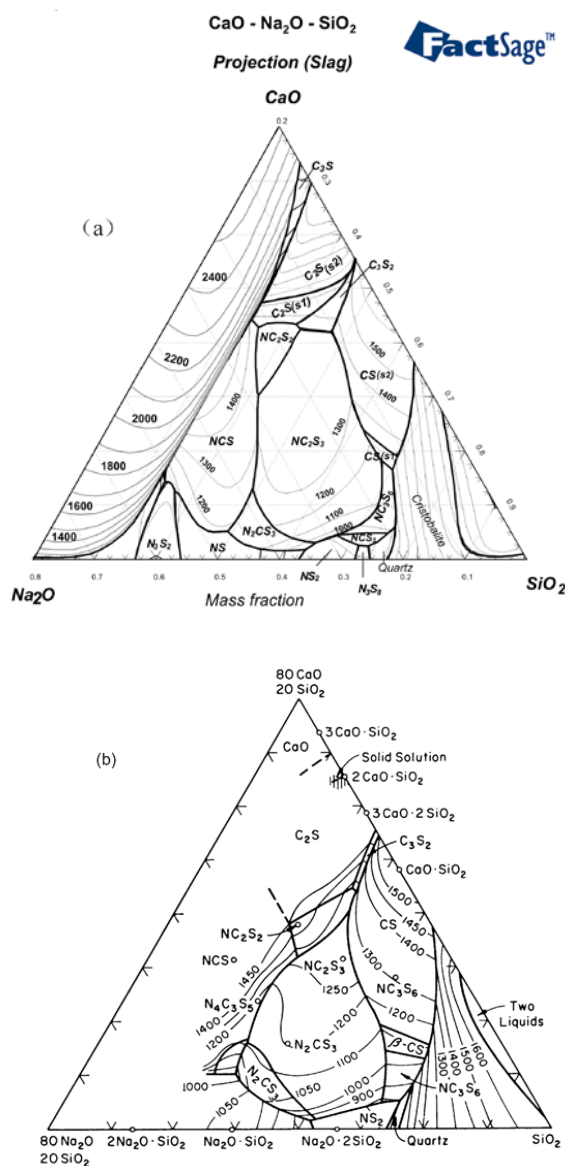 CaO - Na₂O - SiO₂
FactSage™
Projection (Slag)
CaO
(a)
0.2
C₃S
0.3
0.4
C₃S₂
C₂S(s2)
0.5
C₂S(s1)
2400
NC₂S₂
1500
0.6
2200
CS(s2)
1400
1400
1300
0.7
2000
NCS
NC₂S₃
CS(s1)
1800
1300
0.8
1200
1600
1200
1100
NC₃S₆
Cristobalite
0.9
1400
N₂CS₃
1000
NCS₅
N₃S₂
NS
0.8
0.7
0.6
0.5
NS₂
0.3
Quartz
0.2
0.1
Na₂O
Mass fraction
N₃S₈
SiO₂
80 CaO
20 SiO₂
(b)
3CaO·SiO₂
CaO
Solid Solution
2CaO·SiO₂
3CaO·2SiO₂
C₂S
C₃S₂
CaO·SiO₂
1500
1450
NC₂S₂
CS
1400
NCS
1450
NC₂S₃
1250
1300
NC₃S₆
N₄C₃S₅
1400
1200
1200
1200
Two
Liquids
N₂CS₃
1100
β-CS
1600
1500
1400
1300
1000
N₂CS₃
1050
1000
900
NC₃S₆
1050
NS₂
80 Na₂O
20 SiO₂
2Na₂O·SiO₂
Na₂O·SiO₂
Na₂O·2SiO₂
Quartz
SiO₂